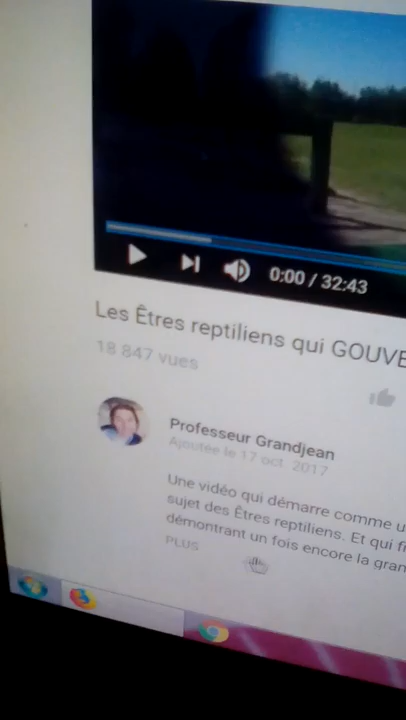 0:00 / 32:43
Les Êtres reptiliens qui GOUVE
18 847 vues
Professeur Grandjean
Ajoutée le 17 oct. 2017
Une vidéo qui démarre comme u
sujet des Êtres reptiliens. Et qui fi
démontrant un fois encore la gran
PLUS